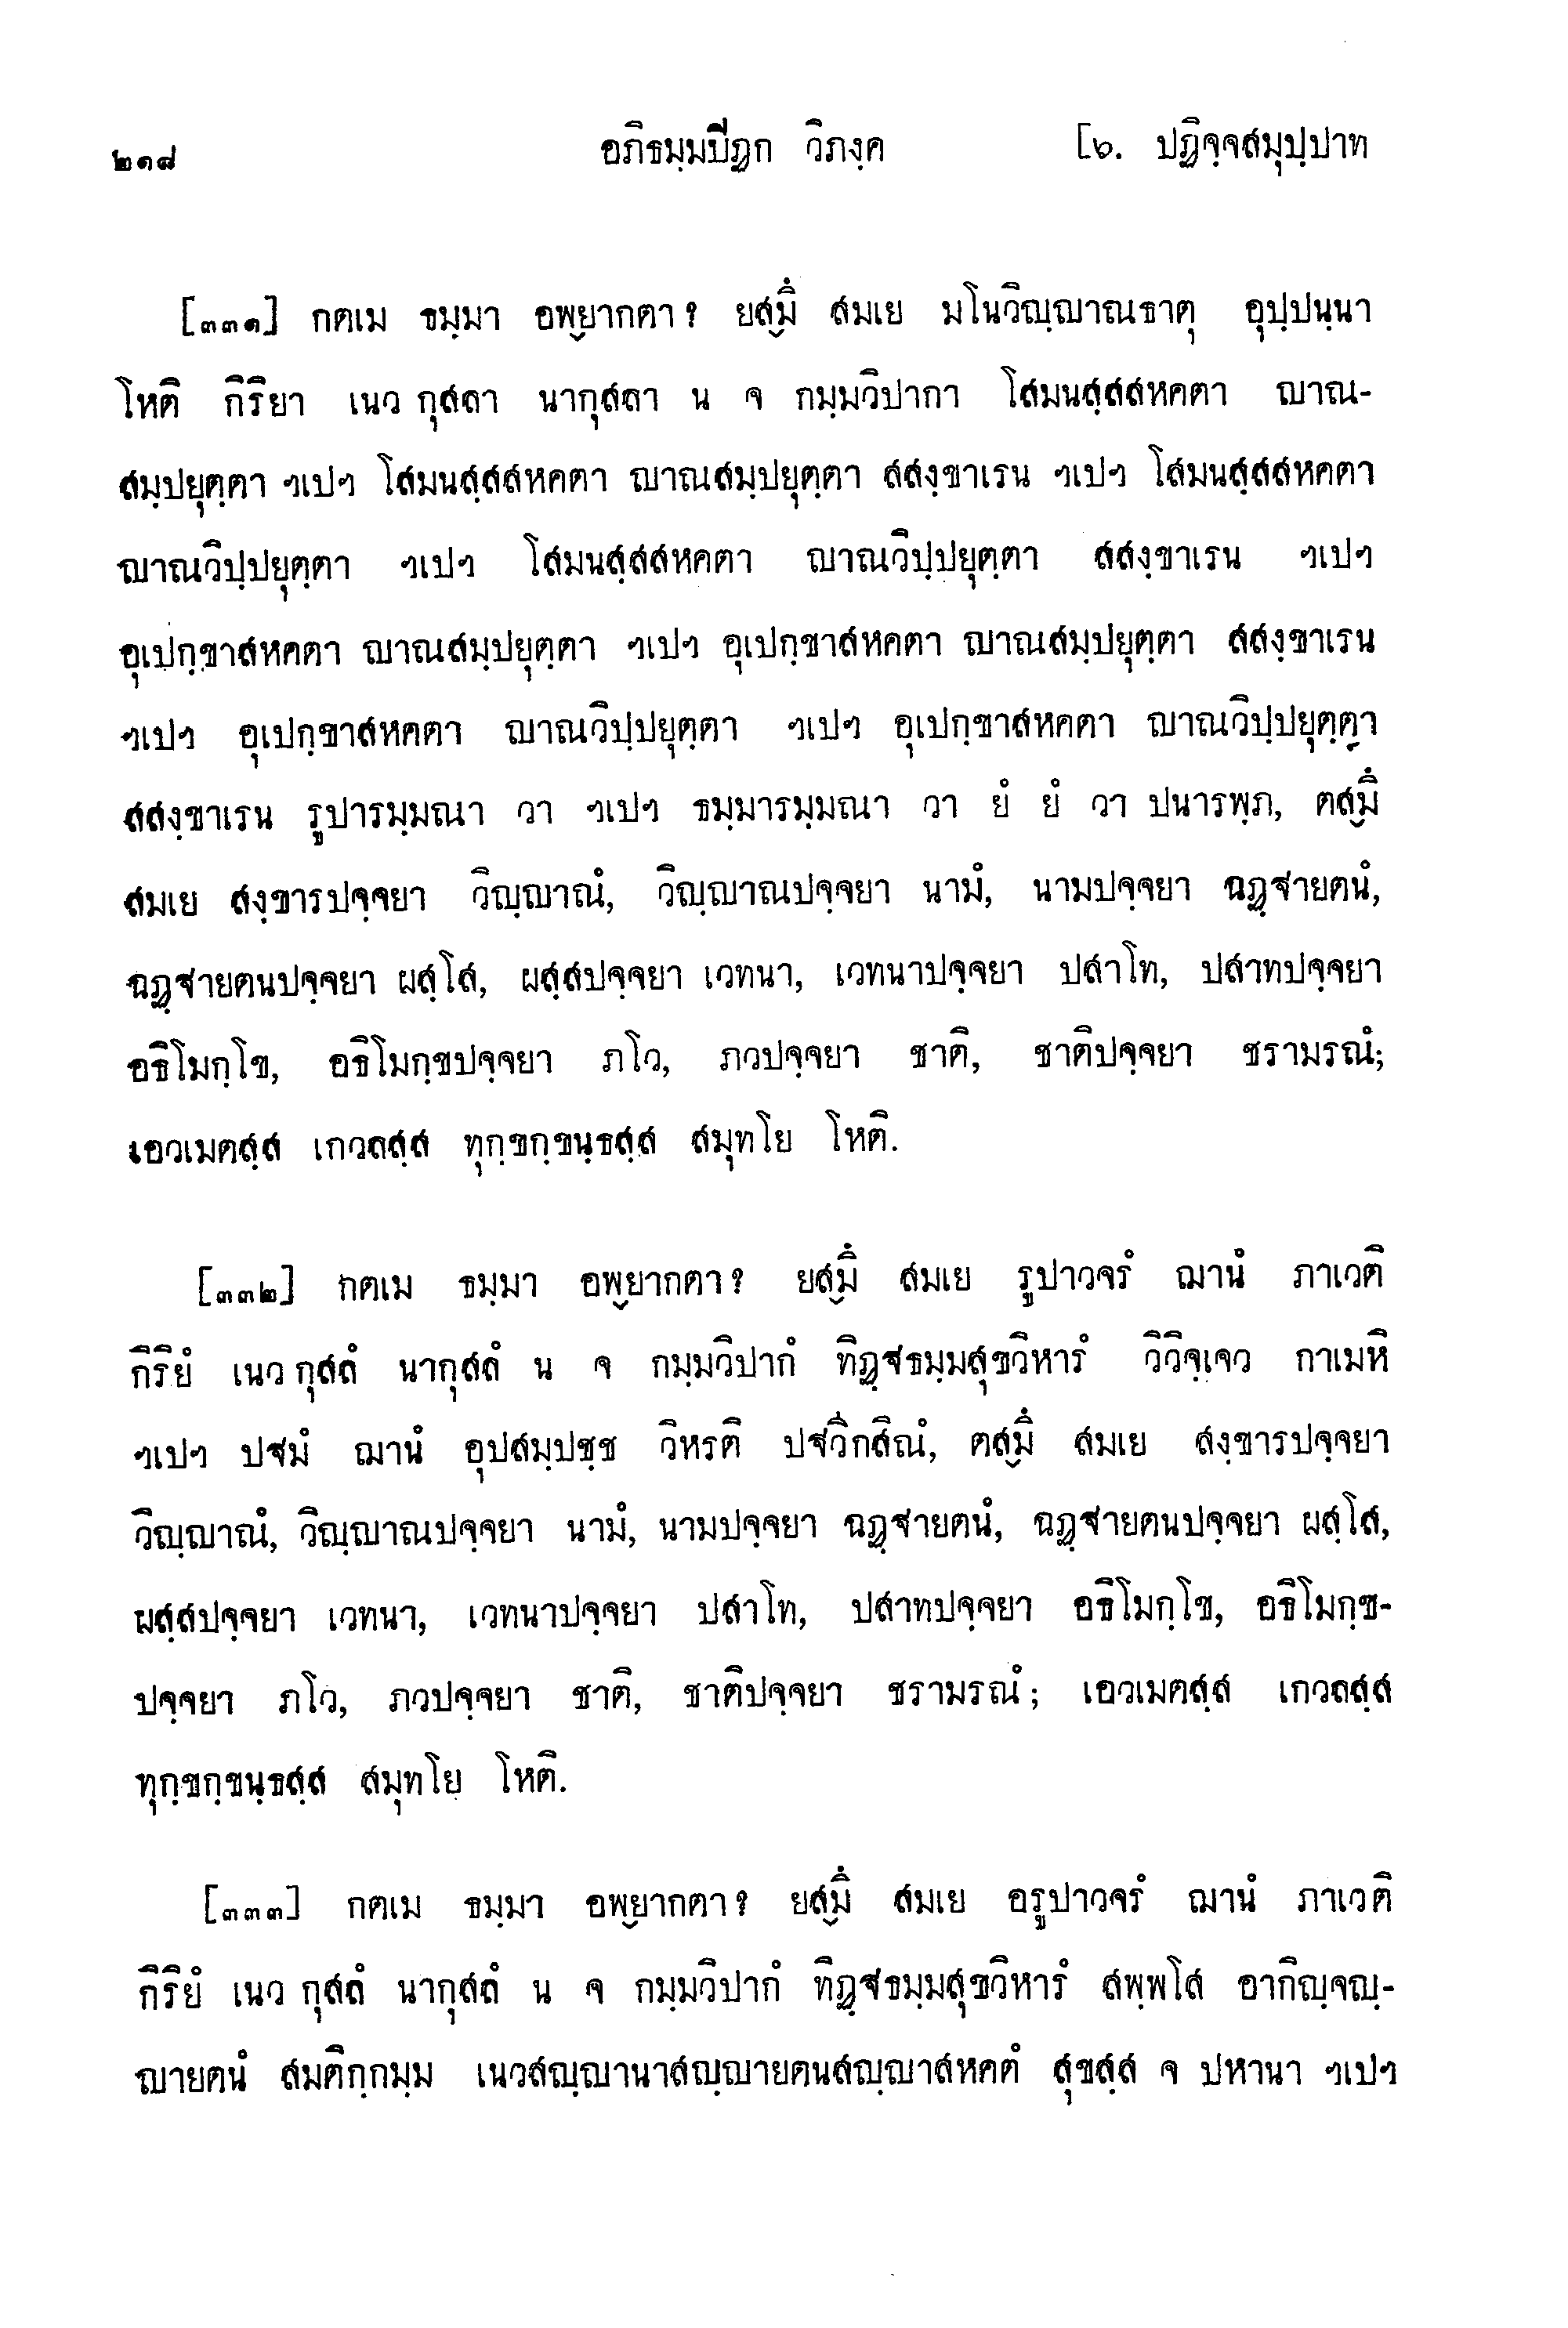 ๒๑๘ อภิธมฺมปีฏก วิภงฺค [๖. ปฏิจฺจสมุปฺปาท
[๓๓๑] กตเม ธมฺมา อพฺยากตา? ยสฺมึ สมเย มโนวิญฺญาณธาตุ อุปฺปนฺนา
โหติ กิริยา เนว กุสลา นากุสลา น จ กมฺมวิปากา โสมนสฺสสหคตา ญาณ-
สมฺปยุตฺตา ฯเปฯ โสมนสฺสสหคตา ญาณสมฺปยุตฺตา สสงฺขาเรน ฯเปฯ โสมนสฺสสหคตา
ญาณวิปฺปยุตฺตา ฯเปฯ โสมนสฺสสหคตา ญาณวิปฺปยุตฺตา สสงฺขาเรน ฯเปฯ
อุเปกฺขาสหคตา ญาณสมฺปยุตฺตา ฯเปฯ อุเปกฺขาสหคตา ญาณสมฺปยุตฺตา สสงฺขาเรน
ฯเปฯ อุเปกฺขาสหคตา ญาณวิปฺปยุตฺตา ฯเปฯ อุเปกฺขาสหคตา ญาณวิปฺปยุตฺตา
สสงฺขาเรน รูปารมฺมณา วา ฯเปฯ ธมฺมารมฺมณา วา ยํ ยํ วา ปนารพฺภ, ตสฺมึ
สมเย สงฺขารปจฺจยา วิญฺญาณํ, วิญฺญาณปจฺจยา นามํ, นามปจฺจยา ฉฏฺฐายตนํ,
ฉฏฺฐายตนปจฺจยา ผสฺโส, ผสฺสปจฺจยา เวทนา, เวทนาปจฺจยา ปสาโท, ปสาทปจฺจยา
อธิโมกฺโข, อธิโมกฺขปจฺจยา ภโว, ภวปจฺจยา ชาติ, ชาติปจฺจยา ชรามรณํ;
เอวเมตสฺส เกวลสฺส ทุกฺขกฺขนฺธสฺส สมุทโย โหติ.
[๓๓๒] กตเม ธมฺมา อพฺยากตา? ยสฺมึ สมเย รูปาวจรํ ฌานํ ภาเวติ
กิริยํ เนว กุสลํ นากุสลํ น จ กมฺมวิปากํ ทิฏฺฐธมฺมสุขวิหารํ วิวิจฺเจว กาเมหิ
ฯเปฯ ปฐมํ ฌานํ อุปสมฺปชฺช วิหรติ ปฐวีกสิณํ, ตสฺมึ สมเย สงฺขารปจฺจยา
วิญฺญาณํ, วิญฺญาณปจฺจยา นามํ, นามปจฺจยา ฉฏฺฐายตนํ, ฉฏฺฐายตนปจฺจยา ผสฺโส,
ผสฺสปจฺจยา เวทนา, เวทนาปจฺจยา ปสาโท, ปสาทปจฺจยา อธิโมกฺโข, อธิโมกฺข-
ปจฺจยา ภโว, ภวปจฺจยา ชาติ, ชาติปจฺจยา ชรามรณํ; เอวเมตสฺส เกวลสฺส
ทุกฺขกฺขนฺธสฺส สมุทโย โหติ.
[๓๓๓] กตเม ธมฺมา อพฺยากตา? ยสฺมึ สมเย อรูปาวจรํ ฌานํ ภาเวติ
กิริยํ เนว กุสลํ นากุสลํ น จ กมฺมวิปากํ ทิฏฺฐธมฺมสุขวิหารํ สพฺพโส อากิญฺจญฺ-
ญายตนํ สมติกฺกมฺม เนวสญฺญานาสญฺญายตนสญฺญาสหคตํ สุขสฺส จ ปหานา ฯเปฯ